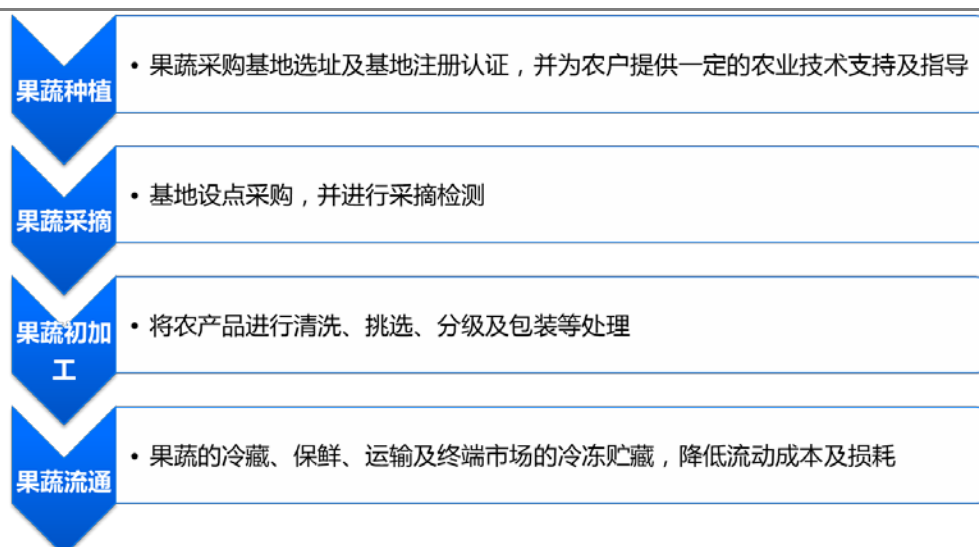 果蔬种植
• 果蔬采购基地选址及基地注册认证，并为农户提供一定的农业技术支持及指导
果蔬采摘
• 基地设点采购，并进行采摘检测
果蔬初加
工
• 将农产品进行清洗、挑选、分级及包装等处理
果蔬流通
• 果蔬的冷藏、保鲜、运输及终端市场的冷冻贮藏，降低流动成本及损耗